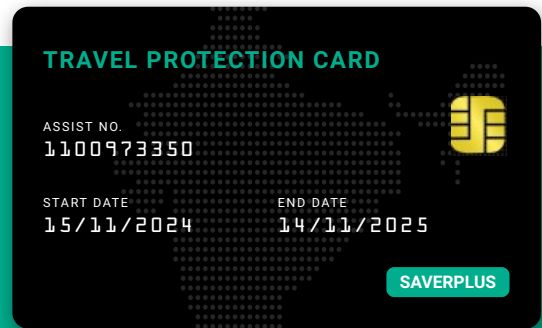 TRAVEL PROTECTION CARD
ASSIST NO.
1100973350
START DATE END DATE
15/11/2024 14/11/2025
SAVERPLUS